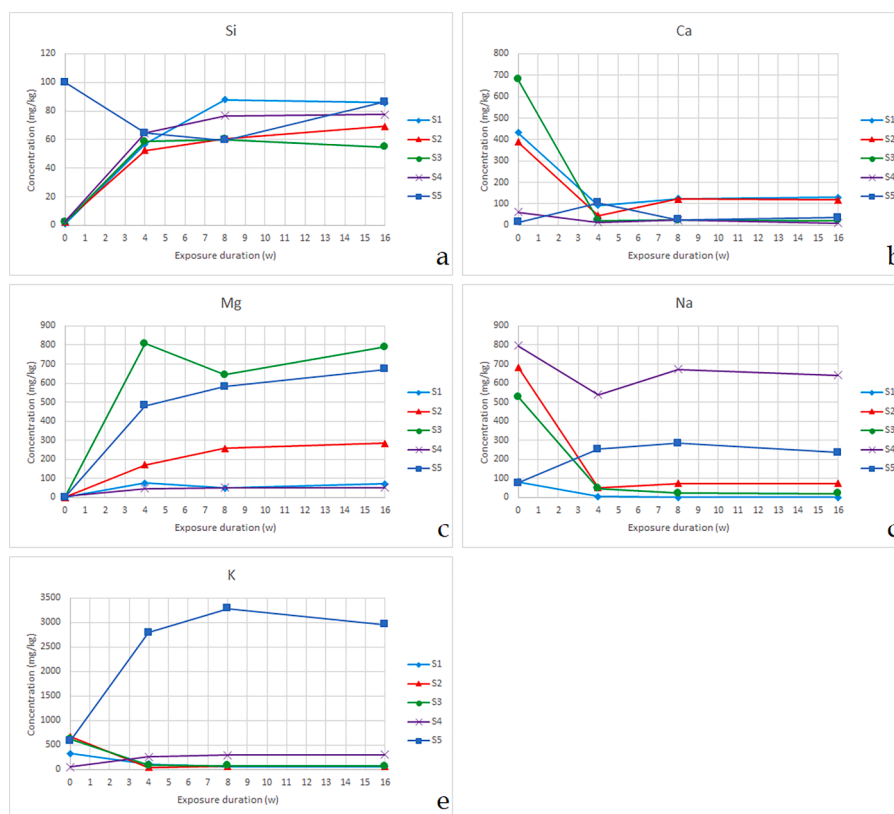 Si
Concentration (mg/kg)
120
100
80
60
40
20
0
0 1 2 3 4 5 6 7 8 9 10 11 12 13 14 15 16
Exposure duration (w)
S1
S2
S3
S4
S5
a
Ca
Concentration (mg/kg)
800
700
600
500
400
300
200
100
0
0 1 2 3 4 5 6 7 8 9 10 11 12 13 14 15 16
Exposure duration (w)
S1
S2
S3
S4
S5
b
Mg
Concentration (mg/kg)
900
800
700
600
500
400
300
200
100
0
0 1 2 3 4 5 6 7 8 9 10 11 12 13 14 15 16
Exposure duration (w)
S1
S2
S3
S4
S5
c
Na
Concentration (mg/kg)
900
800
700
600
500
400
300
200
100
0
0 1 2 3 4 5 6 7 8 9 10 11 12 13 14 15 16
Exposure duration (w)
S1
S2
S3
S4
S5
d
K
Concentration (mg/kg)
3500
3000
2500
2000
1500
1000
500
0
0 1 2 3 4 5 6 7 8 9 10 11 12 13 14 15 16
Exposure duration (w)
S1
S2
S3
S4
S5
e